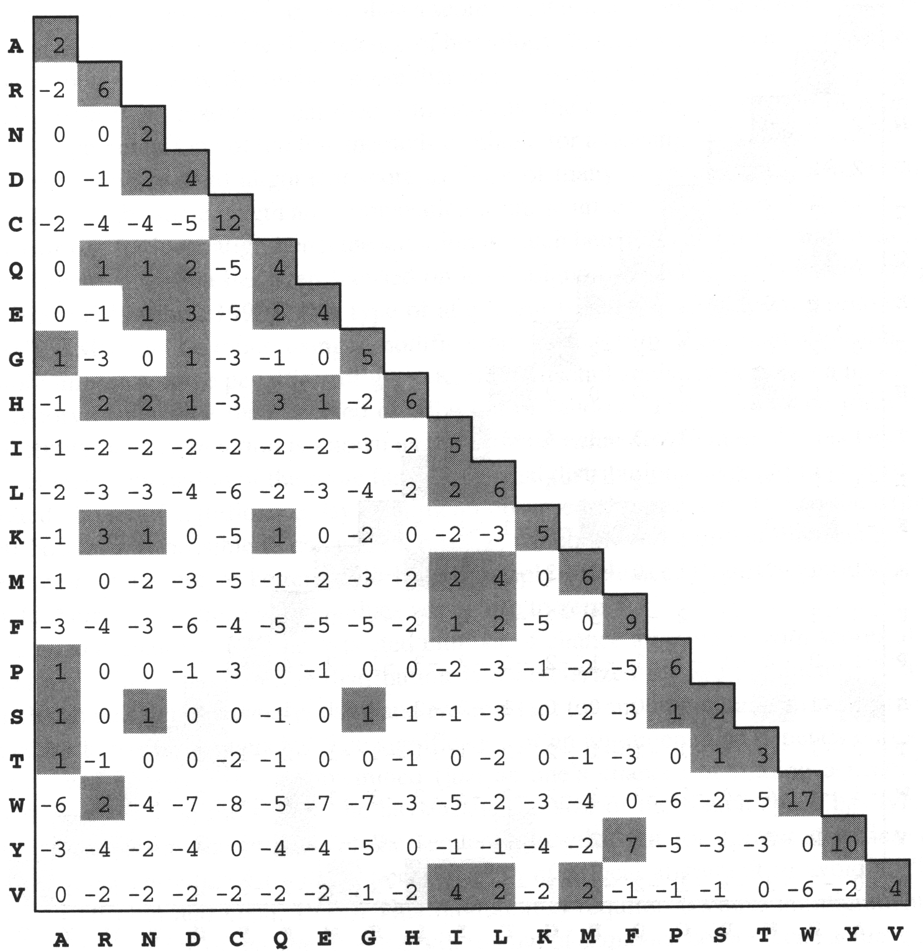 A 2
R -2 6
N 0 0 2
D 0 -1 2 4
C -2 -4 -4 -5 12
Q 0 1 1 2 -5 4
E 0 -1 1 3 -5 2 4
G 1 -3 0 1 -3 -1 0 5
H -1 2 2 1 -3 3 1 -2 6
I -1 -2 -2 -2 -2 -2 -2 -3 -2 5
L -2 -3 -3 -4 -6 -2 -3 -4 -2 2 6
K -1 3 1 0 -5 1 0 -2 0 -2 -3 5
M -1 0 -2 -3 -5 -1 -2 -3 -2 2 4 0 6
F -3 -4 -3 -6 -4 -5 -5 -5 -2 1 2 -5 0 9
P 1 0 0 -1 -3 0 -1 0 0 -2 -3 -1 -2 -5 6
S 1 0 1 0 0 -1 0 1 -1 -1 -3 0 -2 -3 1 2
T 1 -1 0 0 -2 -1 0 0 -1 0 -2 0 -1 -3 0 1 3
W -6 2 -4 -7 -8 -5 -7 -7 -3 -5 -2 -3 -4 0 -6 -2 -5 17
Y -3 -4 -2 -4 0 -4 -4 -5 0 -1 -1 -4 -2 7 -5 -3 -3 0 10
V 0 -2 -2 -2 -2 -2 -2 -1 -2 4 2 -2 2 -1 -1 -1 0 -6 -2 4
A R N D C Q E G H I L K M F P S T W Y V